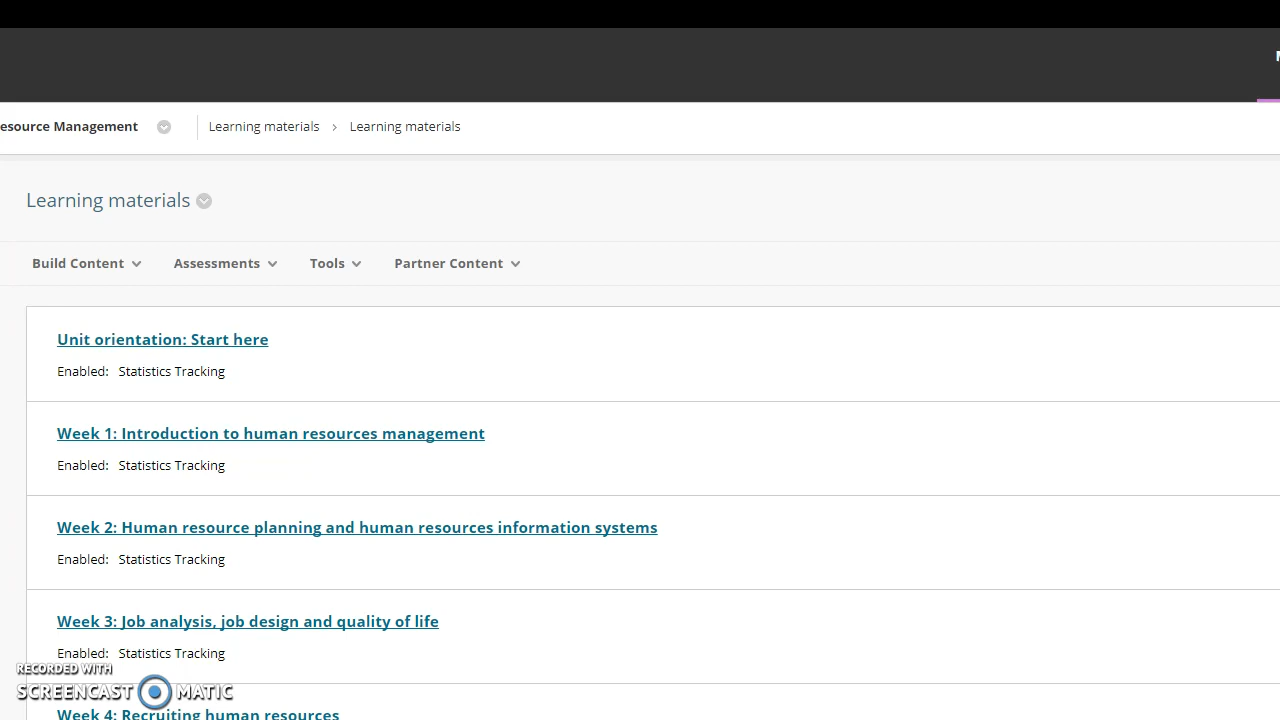 esource Management
Learning materials > Learning materials
Learning materials
Build Content Assessments Tools Partner Content
Unit orientation: Start here
Enabled: Statistics Tracking
Week 1: Introduction to human resources management
Enabled: Statistics Tracking
Week 2: Human resource planning and human resources information systems
Enabled: Statistics Tracking
Week 3: Job analysis, job design and quality of life
Enabled: Statistics Tracking
RECORDED WITH
SCREENCAST MATIC
Week 4: Recruiting human resources